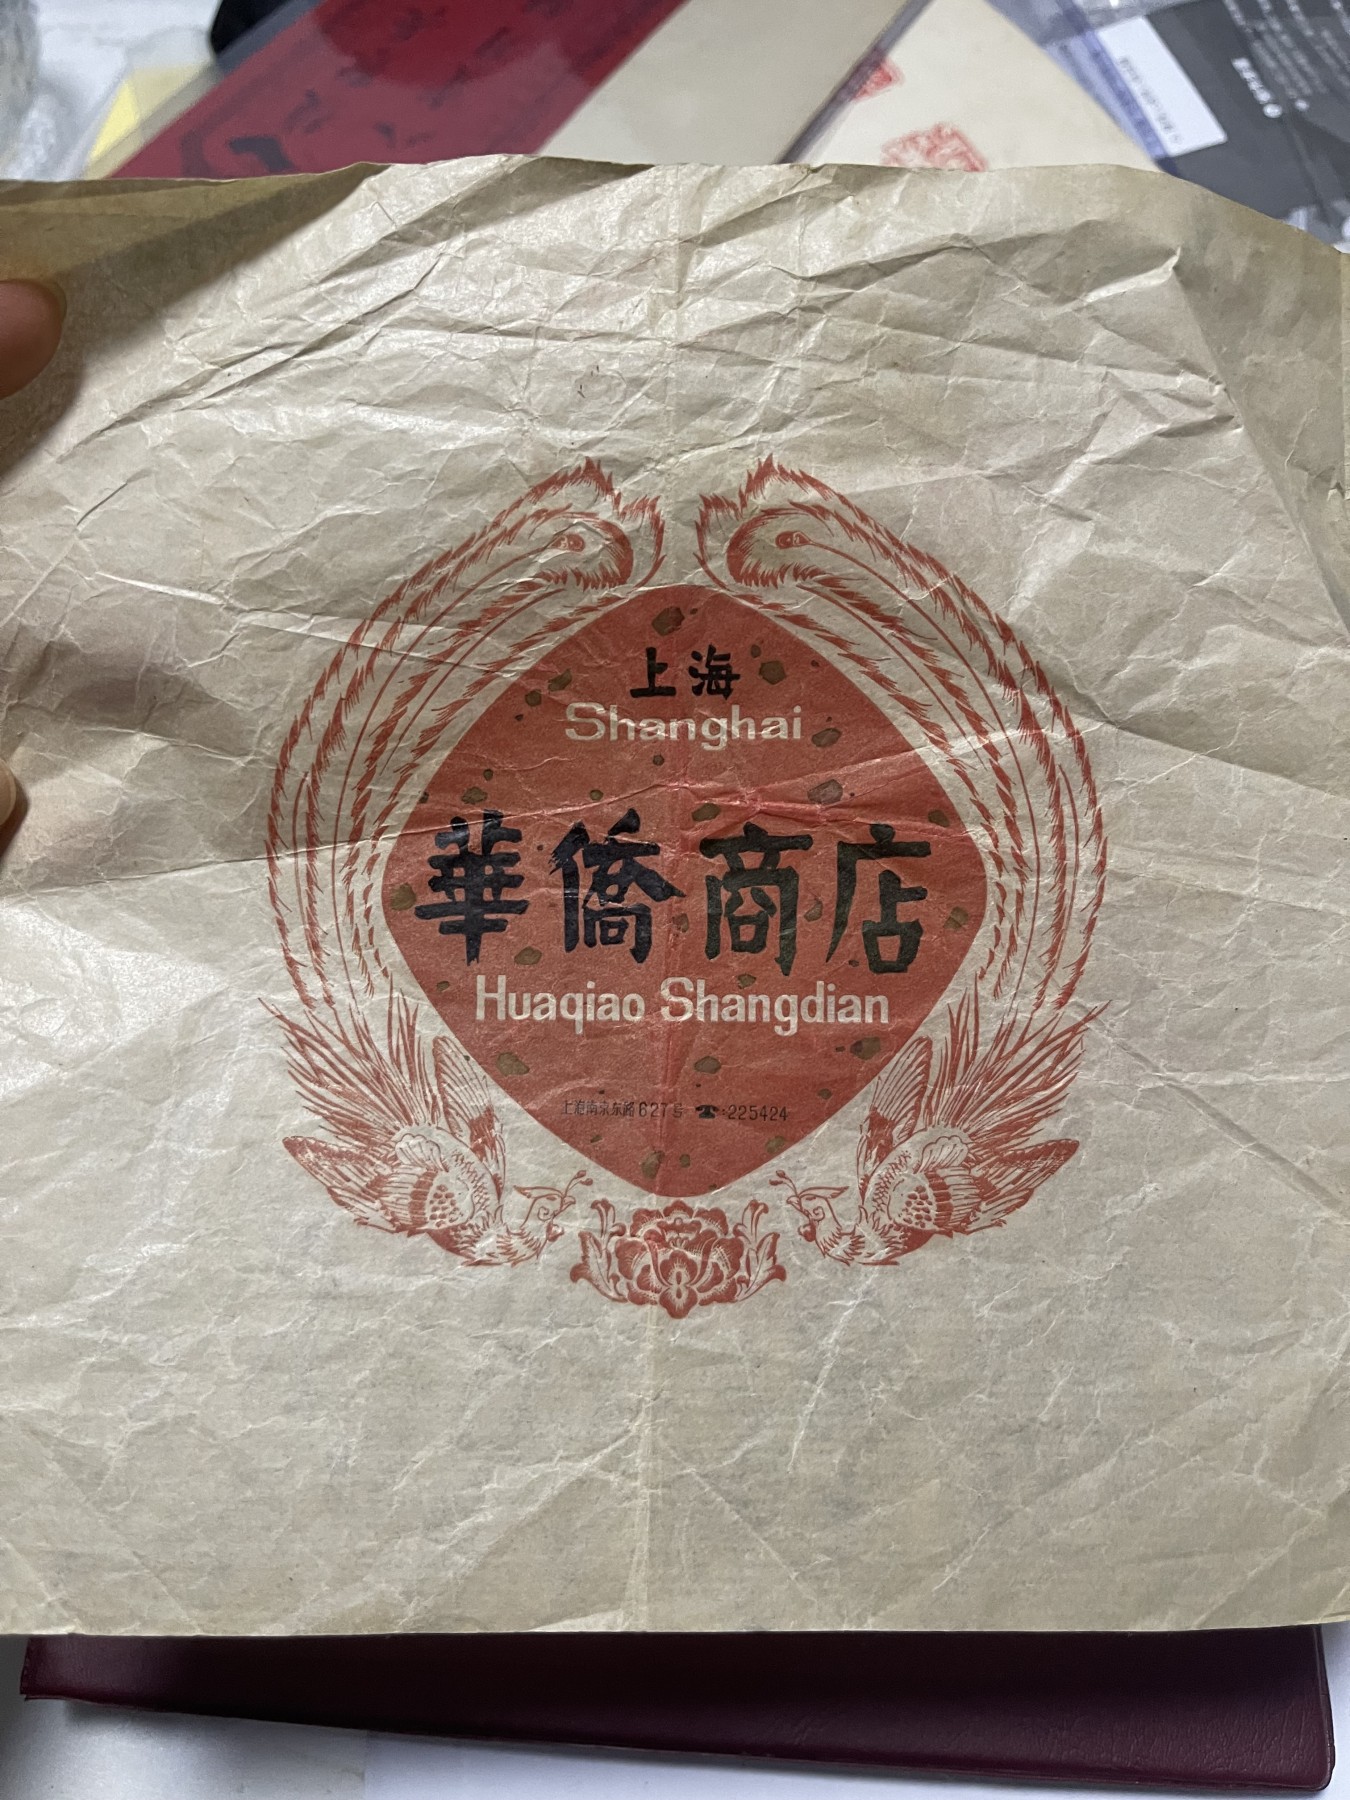 上海
Shanghai
華僑商店
Huaqiao Shangdian
上海南京东路627号 ☎:225424